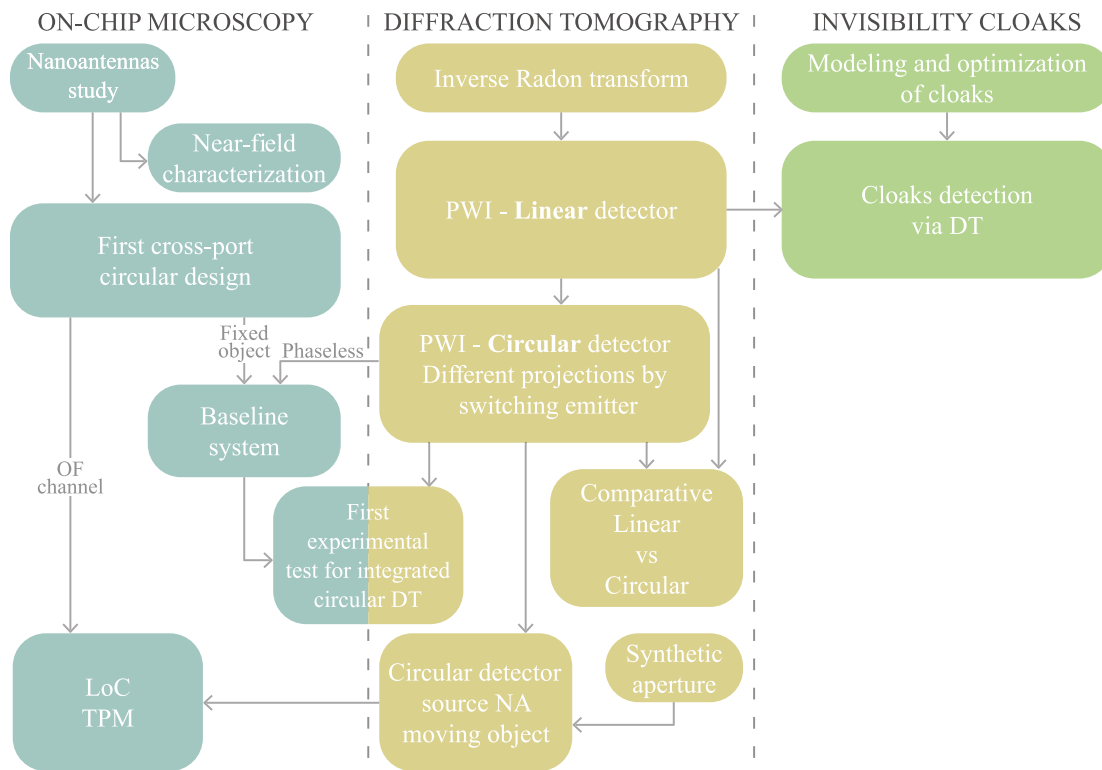 ON-CHIP MICROSCOPY
DIFFRACTION TOMOGRAPHY
INVISIBILITY CLOAKS
Nanoantennas
study
Near-field
characterization
First cross-port
circular design
Fixed
object
Phaseless
Baseline
system
OF
channel
First
experimental
test for integrated
circular DT
LoC
TPM
Inverse Radon transform
PWI - Linear detector
PWI - Circular detector
Different projections by
switching emitter
Comparative
Linear
vs
Circular
Circular detector
source NA
moving object
Synthetic
aperture
Modeling and optimization
of cloaks
Cloaks detection
via DT